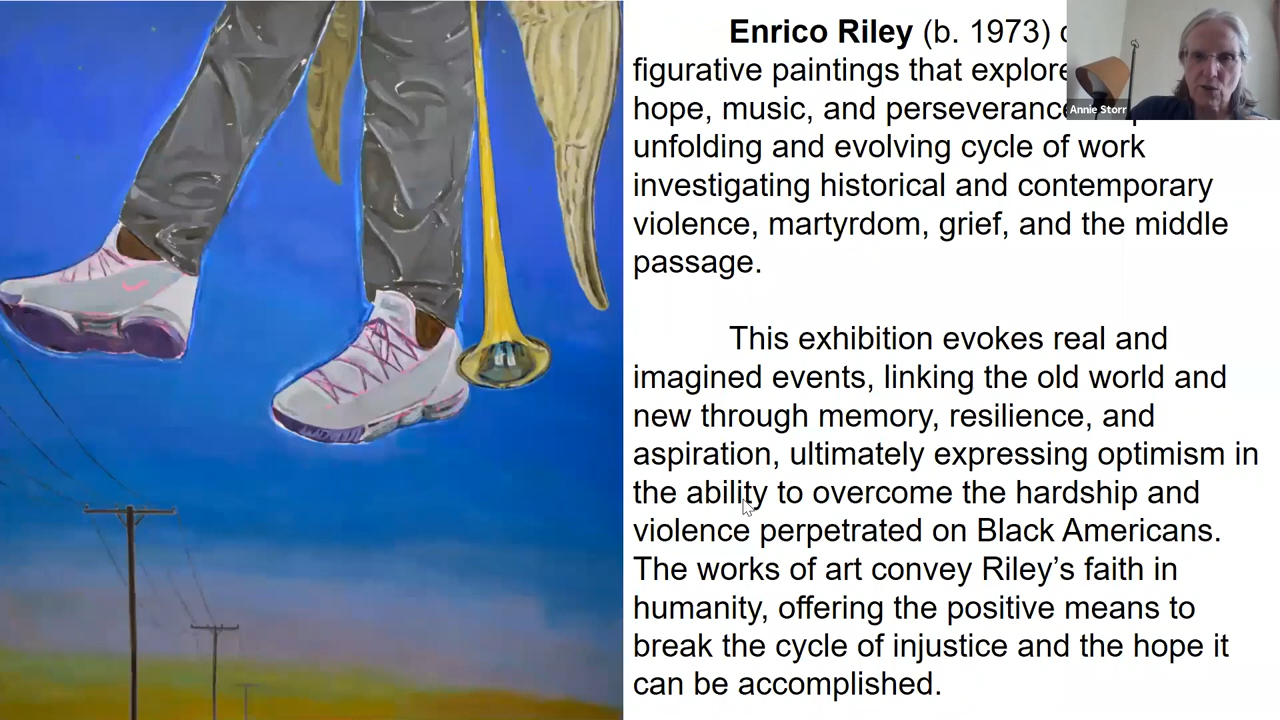 Enrico Riley (b. 1973)
figurative paintings that explore
hope, music, and perseverance
unfolding and evolving cycle of work
investigating historical and contemporary
violence, martyrdom, grief, and the middle
passage.
This exhibition evokes real and
imagined events, linking the old world and
new through memory, resilience, and
aspiration, ultimately expressing optimism in
the ability to overcome the hardship and
violence perpetrated on Black Americans.
The works of art convey Riley’s faith in
humanity, offering the positive means to
break the cycle of injustice and the hope it
can be accomplished.
Annie Storr